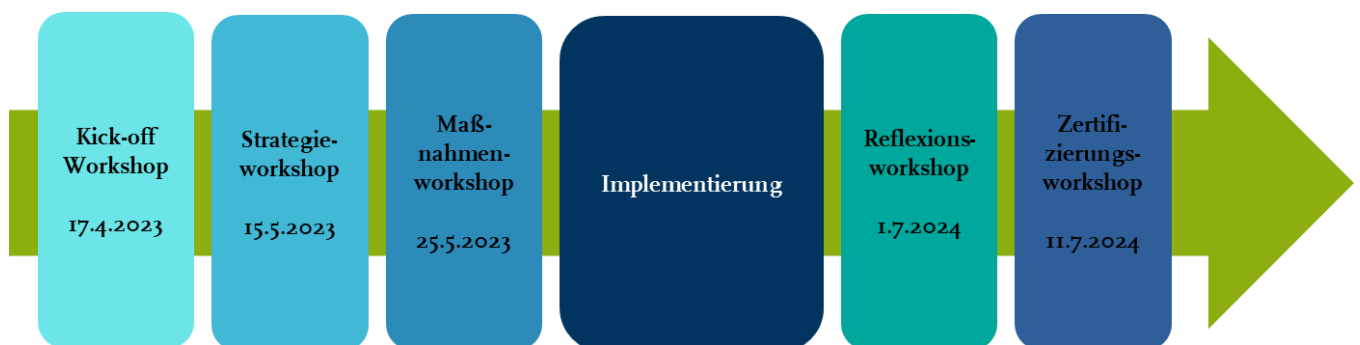 Kick-off
Workshop
17.4.2023
Strategie-
workshop
15.5.2023
Maß-
nahmen-
workshop
25.5.2023
Implementierung
Reflexions-
workshop
1.7.2024
Zertifi-
zierungs-
workshop
11.7.2024